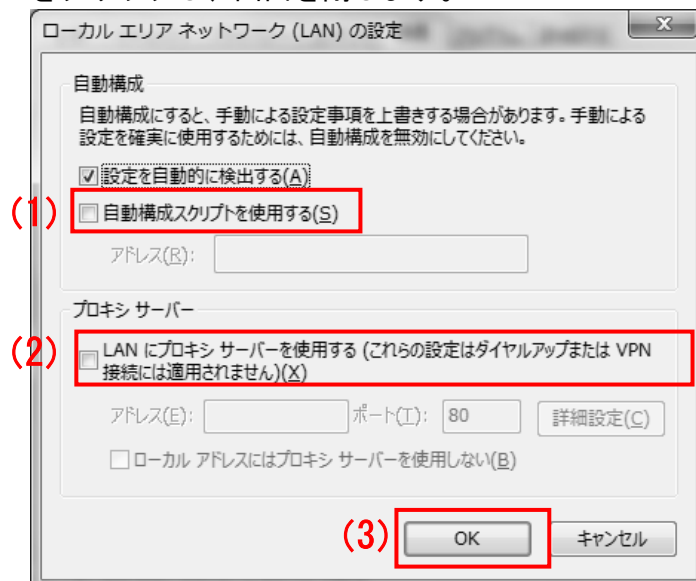 ローカル エリア ネットワーク (LAN) の設定
自動構成
自動構成にすると、手動による設定事項を上書きする場合があります。手動による
設定を確実に使用するためには、自動構成を無効にしてください。
設定を自動的に検出する(A)
(1) 自動構成スクリプトを使用する(S)
アドレス(R):
プロキシ サーバー
(2) LAN にプロキシ サーバーを使用する (これらの設定はダイヤルアップまたは VPN
接続には適用されません)(X)
アドレス(E): ポート(T): 80 詳細設定(C)
ローカル アドレスにはプロキシ サーバーを使用しない(B)
(3) OK キャンセル